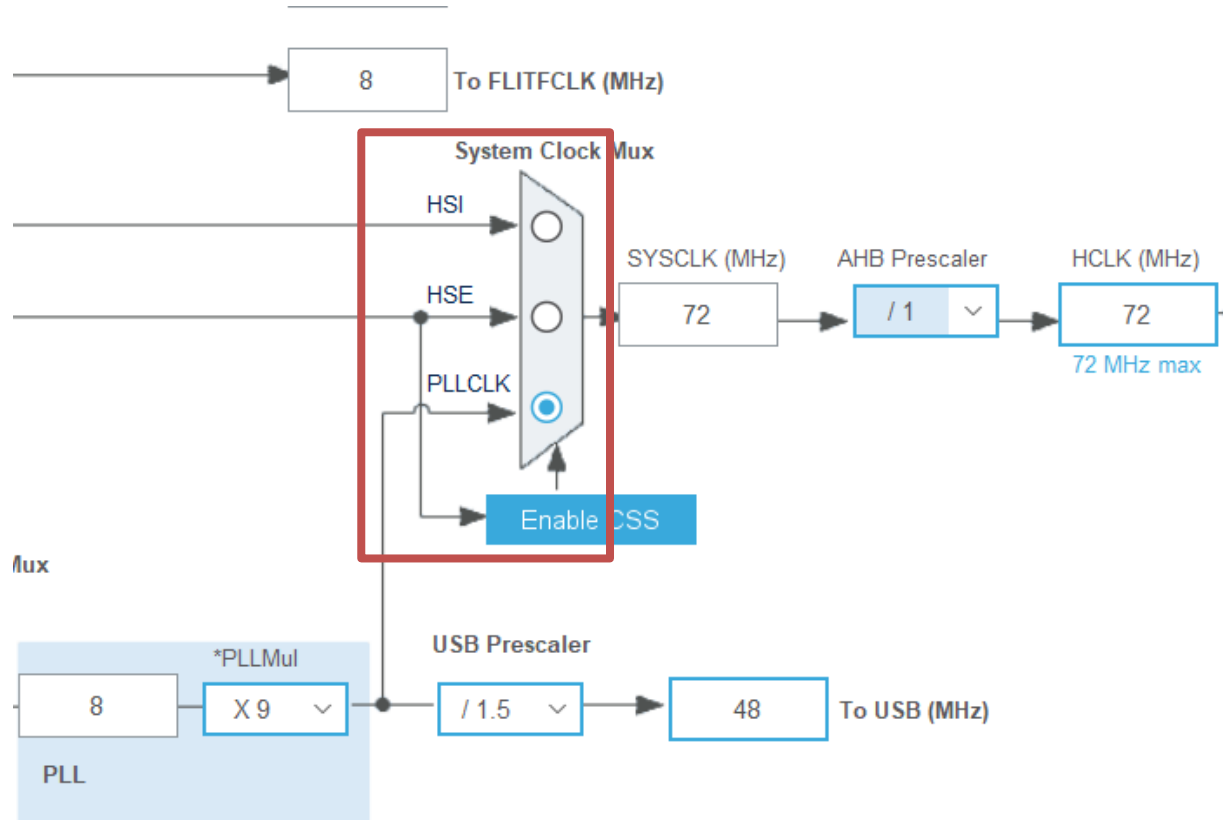 8 To FLITFCLK (MHz)
System Clock Mux
HSI
SYSCLK (MHz) AHB Prescaler HCLK (MHz)
HSE
72 / 1 72
72 MHz max
PLLCLK
Enable CSS
Mux
*PLLMul USB Prescaler
8 X 9 / 1.5 48 To USB (MHz)
PLL